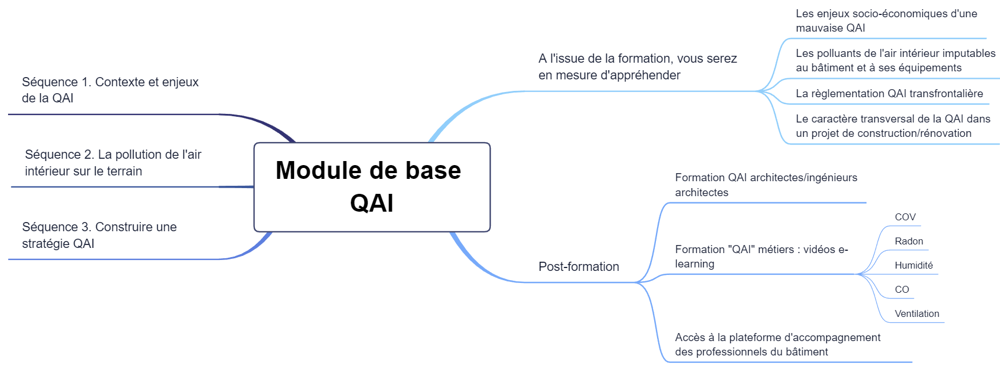 Module de base
QAI
Séquence 1. Contexte et enjeux
de la QAI
Séquence 2. La pollution de l'air
intérieur sur le terrain
Séquence 3. Construire une
stratégie QAI
A l'issue de la formation, vous serez
en mesure d'appréhender
Les enjeux socio-économiques d'une
mauvaise QAI
Les polluants de l'air intérieur imputables
au bâtiment et à ses équipements
La règlementation QAI transfrontalière
Le caractère transversal de la QAI dans
un projet de construction/rénovation
Post-formation
Formation QAI architectes/ingénieurs
architectes
Formation "QAI" métiers : vidéos e-
learning
COV
Radon
Humidité
CO
Ventilation
Accès à la plateforme d'accompagnement
des professionnels du bâtiment